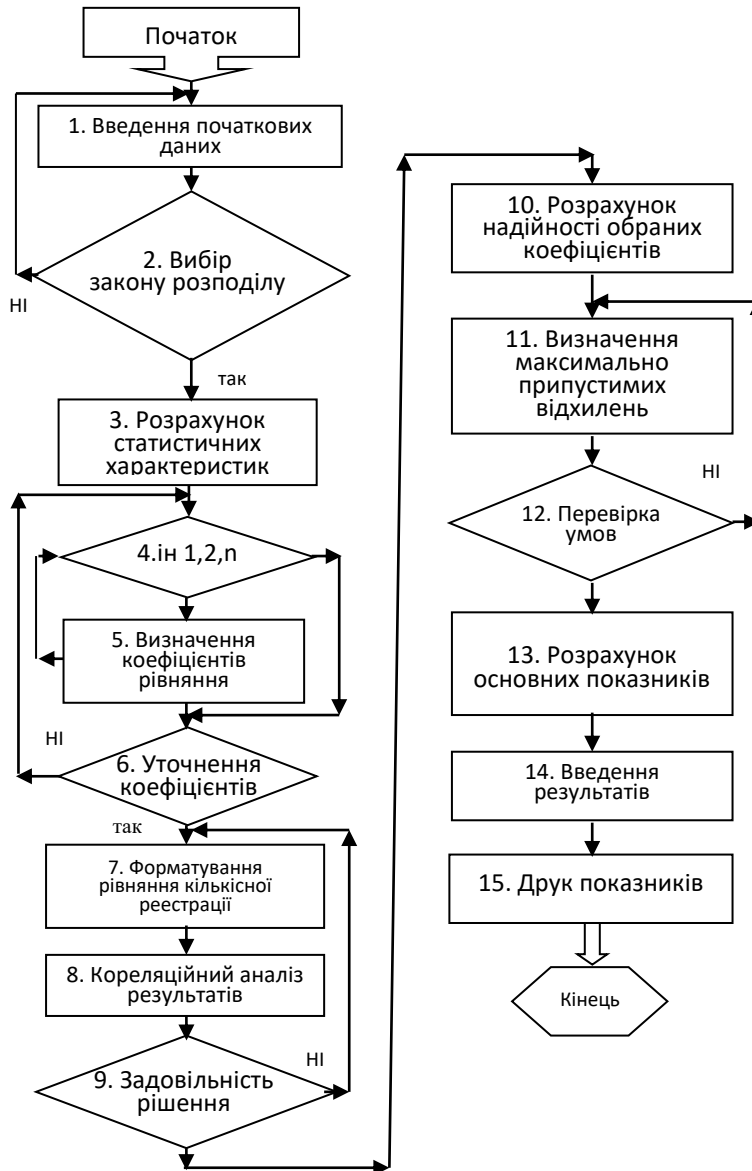 Початок
1. Введення початкових
даних
2. Вибір
закону розподілу
НІ
так
3. Розрахунок
статистичних
характеристик
4.ін 1,2,n
5. Визначення
коефіцієнтів
рівняння
НІ
6. Уточнення
коефіцієнтів
так
7. Форматування
рівняння кількісної
реестрації
8. Кореляційний аналіз
результатів
НІ
9. Задовільність
рішення
10. Розрахунок
надійності обраних
коефіцієнтів
11. Визначення
максимально
припустимих
відхилень
НІ
12. Перевірка
умов
13. Розрахунок
основних показників
14. Введення
результатів
15. Друк показників
Кінець